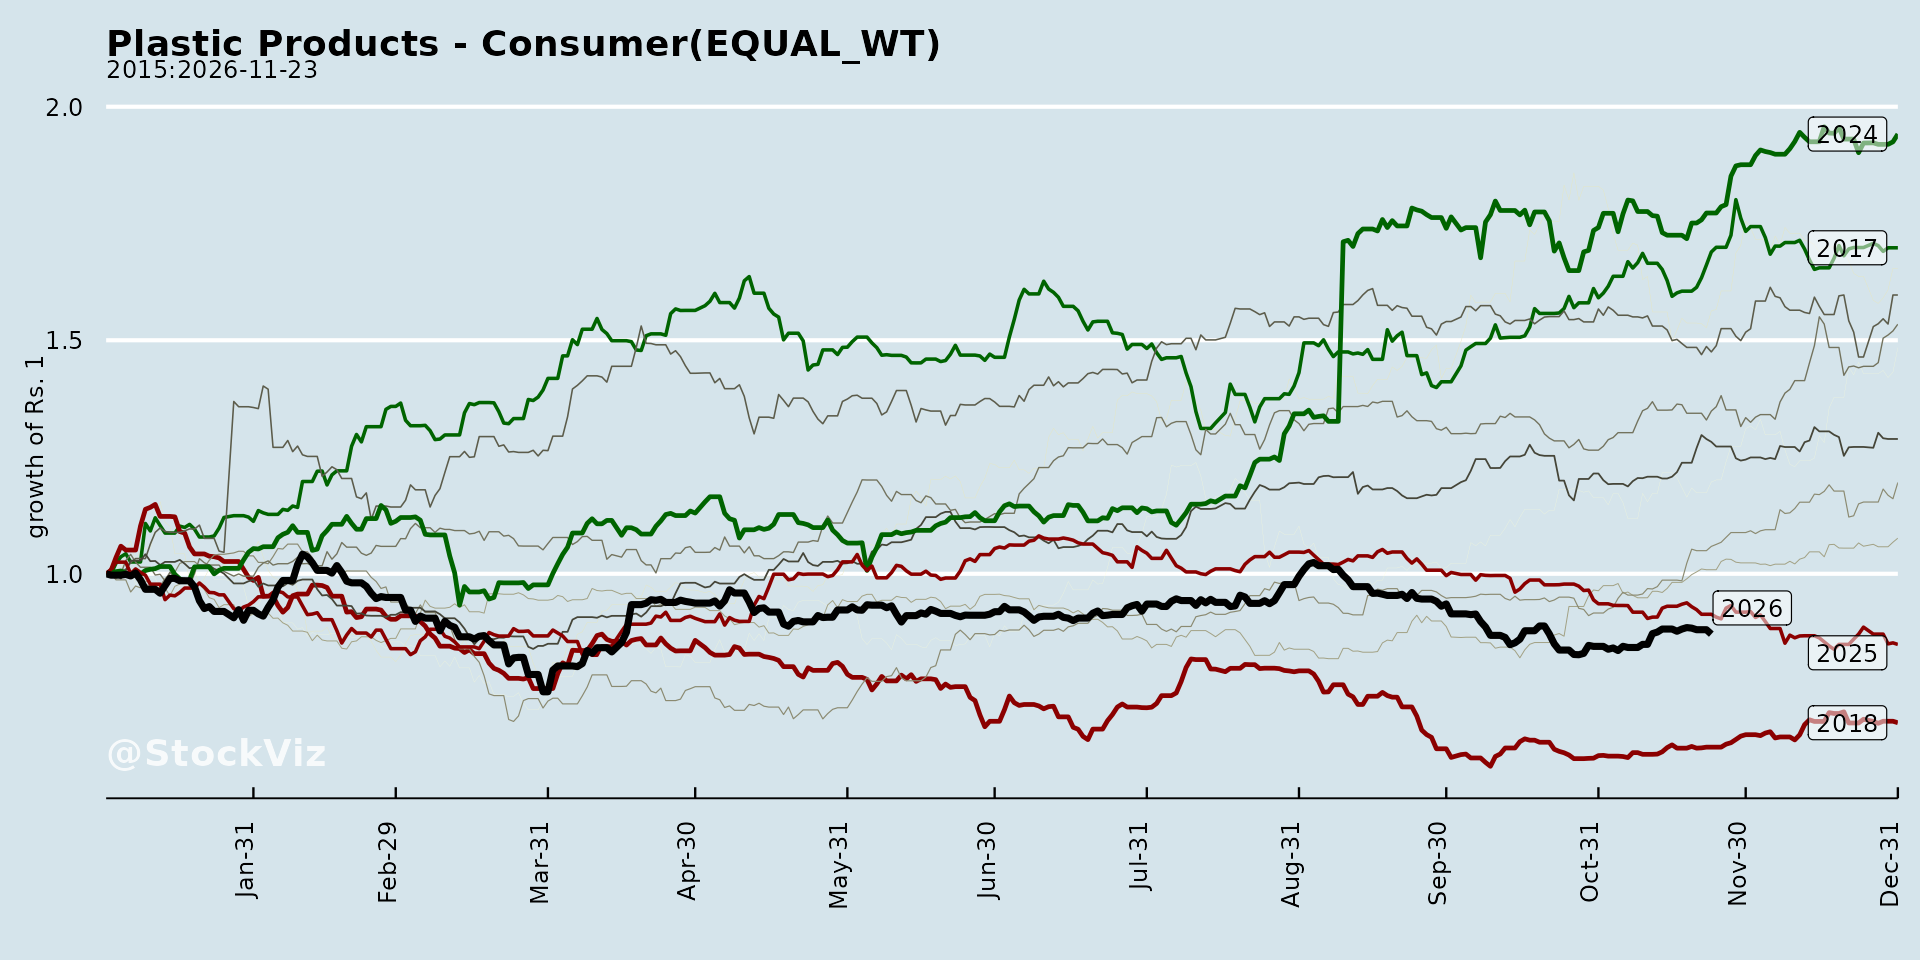 Plastic Products - Consumer(EQUAL_WT)
2015:2026-11-23
2.0
1.5
1.0
growth of Rs. 1
2024
2017
2026
2025
2018
@StockViz
Jan-31
Feb-29
Mar-31
Apr-30
May-31
Jun-30
Jul-31
Aug-31
Sep-30
Oct-31
Nov-30
Dec-31